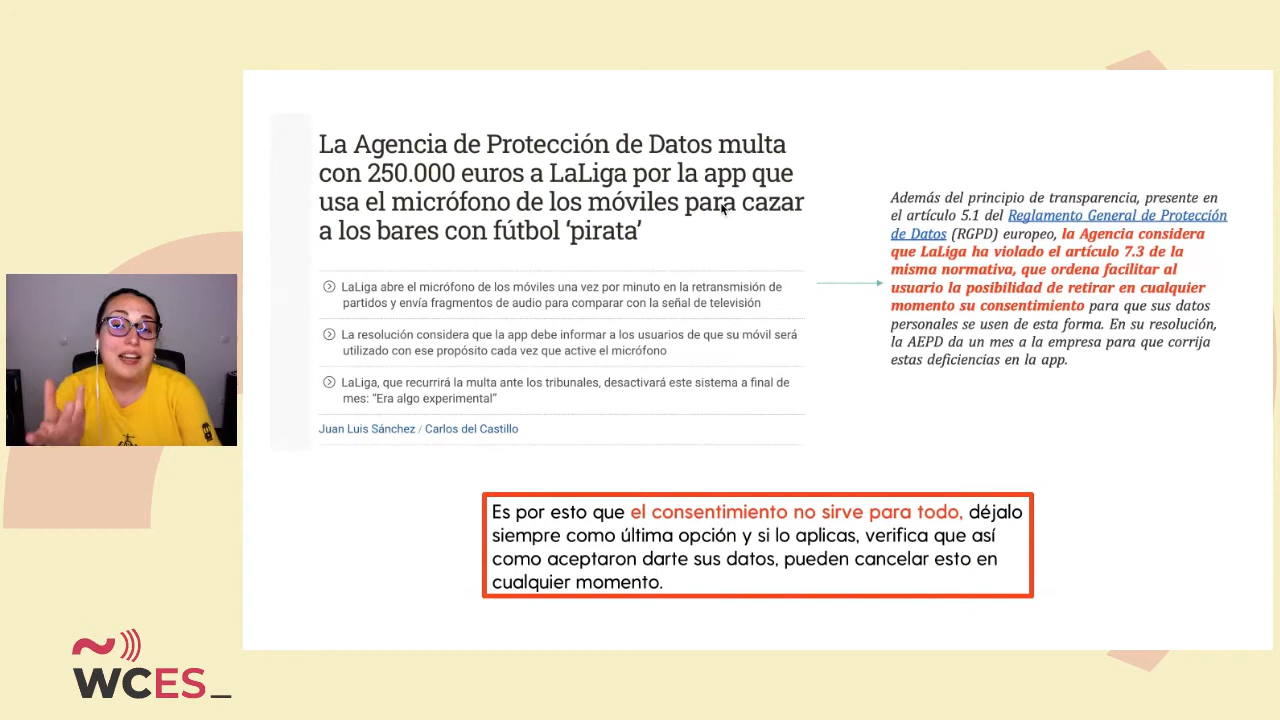 La Agencia de Protección de Datos multa
con 250.000 euros a LaLiga por la app que
usa el micrófono de los móviles para cazar
a los bares con fútbol ‘pirata’
LaLiga abre el micrófono de los móviles una vez por minuto en la retransmisión de
partidos y envía fragmentos de audio para comparar con la señal de televisión
La resolución considera que la app debe informar a los usuarios de que su móvil será
utilizado con ese propósito cada vez que active el micrófono
LaLiga, que recurrirá la multa ante los tribunales, desactivará este sistema a final de
mes: “Era algo experimental”
Juan Luis Sánchez / Carlos del Castillo
Además del principio de transparencia, presente en
el artículo 5.1 del Reglamento General de Protección
de Datos (RGPD) europeo, la Agencia considera
que LaLiga ha violado el artículo 7.3 de la
misma normativa, que ordena facilitar al
usuario la posibilidad de retirar en cualquier
momento su consentimiento para que sus datos
personales se usen de esta forma. En su resolución,
la AEPD da un mes a la empresa para que corrija
estas deficiencias en la app.
Es por esto que el consentimiento no sirve para todo, déjalo
siempre como última opción y si lo aplicas, verifica que así
como aceptaron darte sus datos, pueden cancelar esto en
cualquier momento.
WCES_